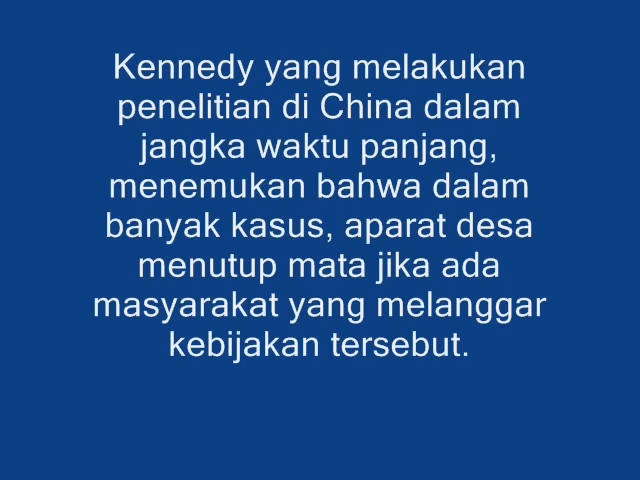 Kennedy yang melakukan
penelitian di China dalam
jangka waktu panjang,
menemukan bahwa dalam
banyak kasus, aparat desa
menutup mata jika ada
masyarakat yang melanggar
kebijakan tersebut.